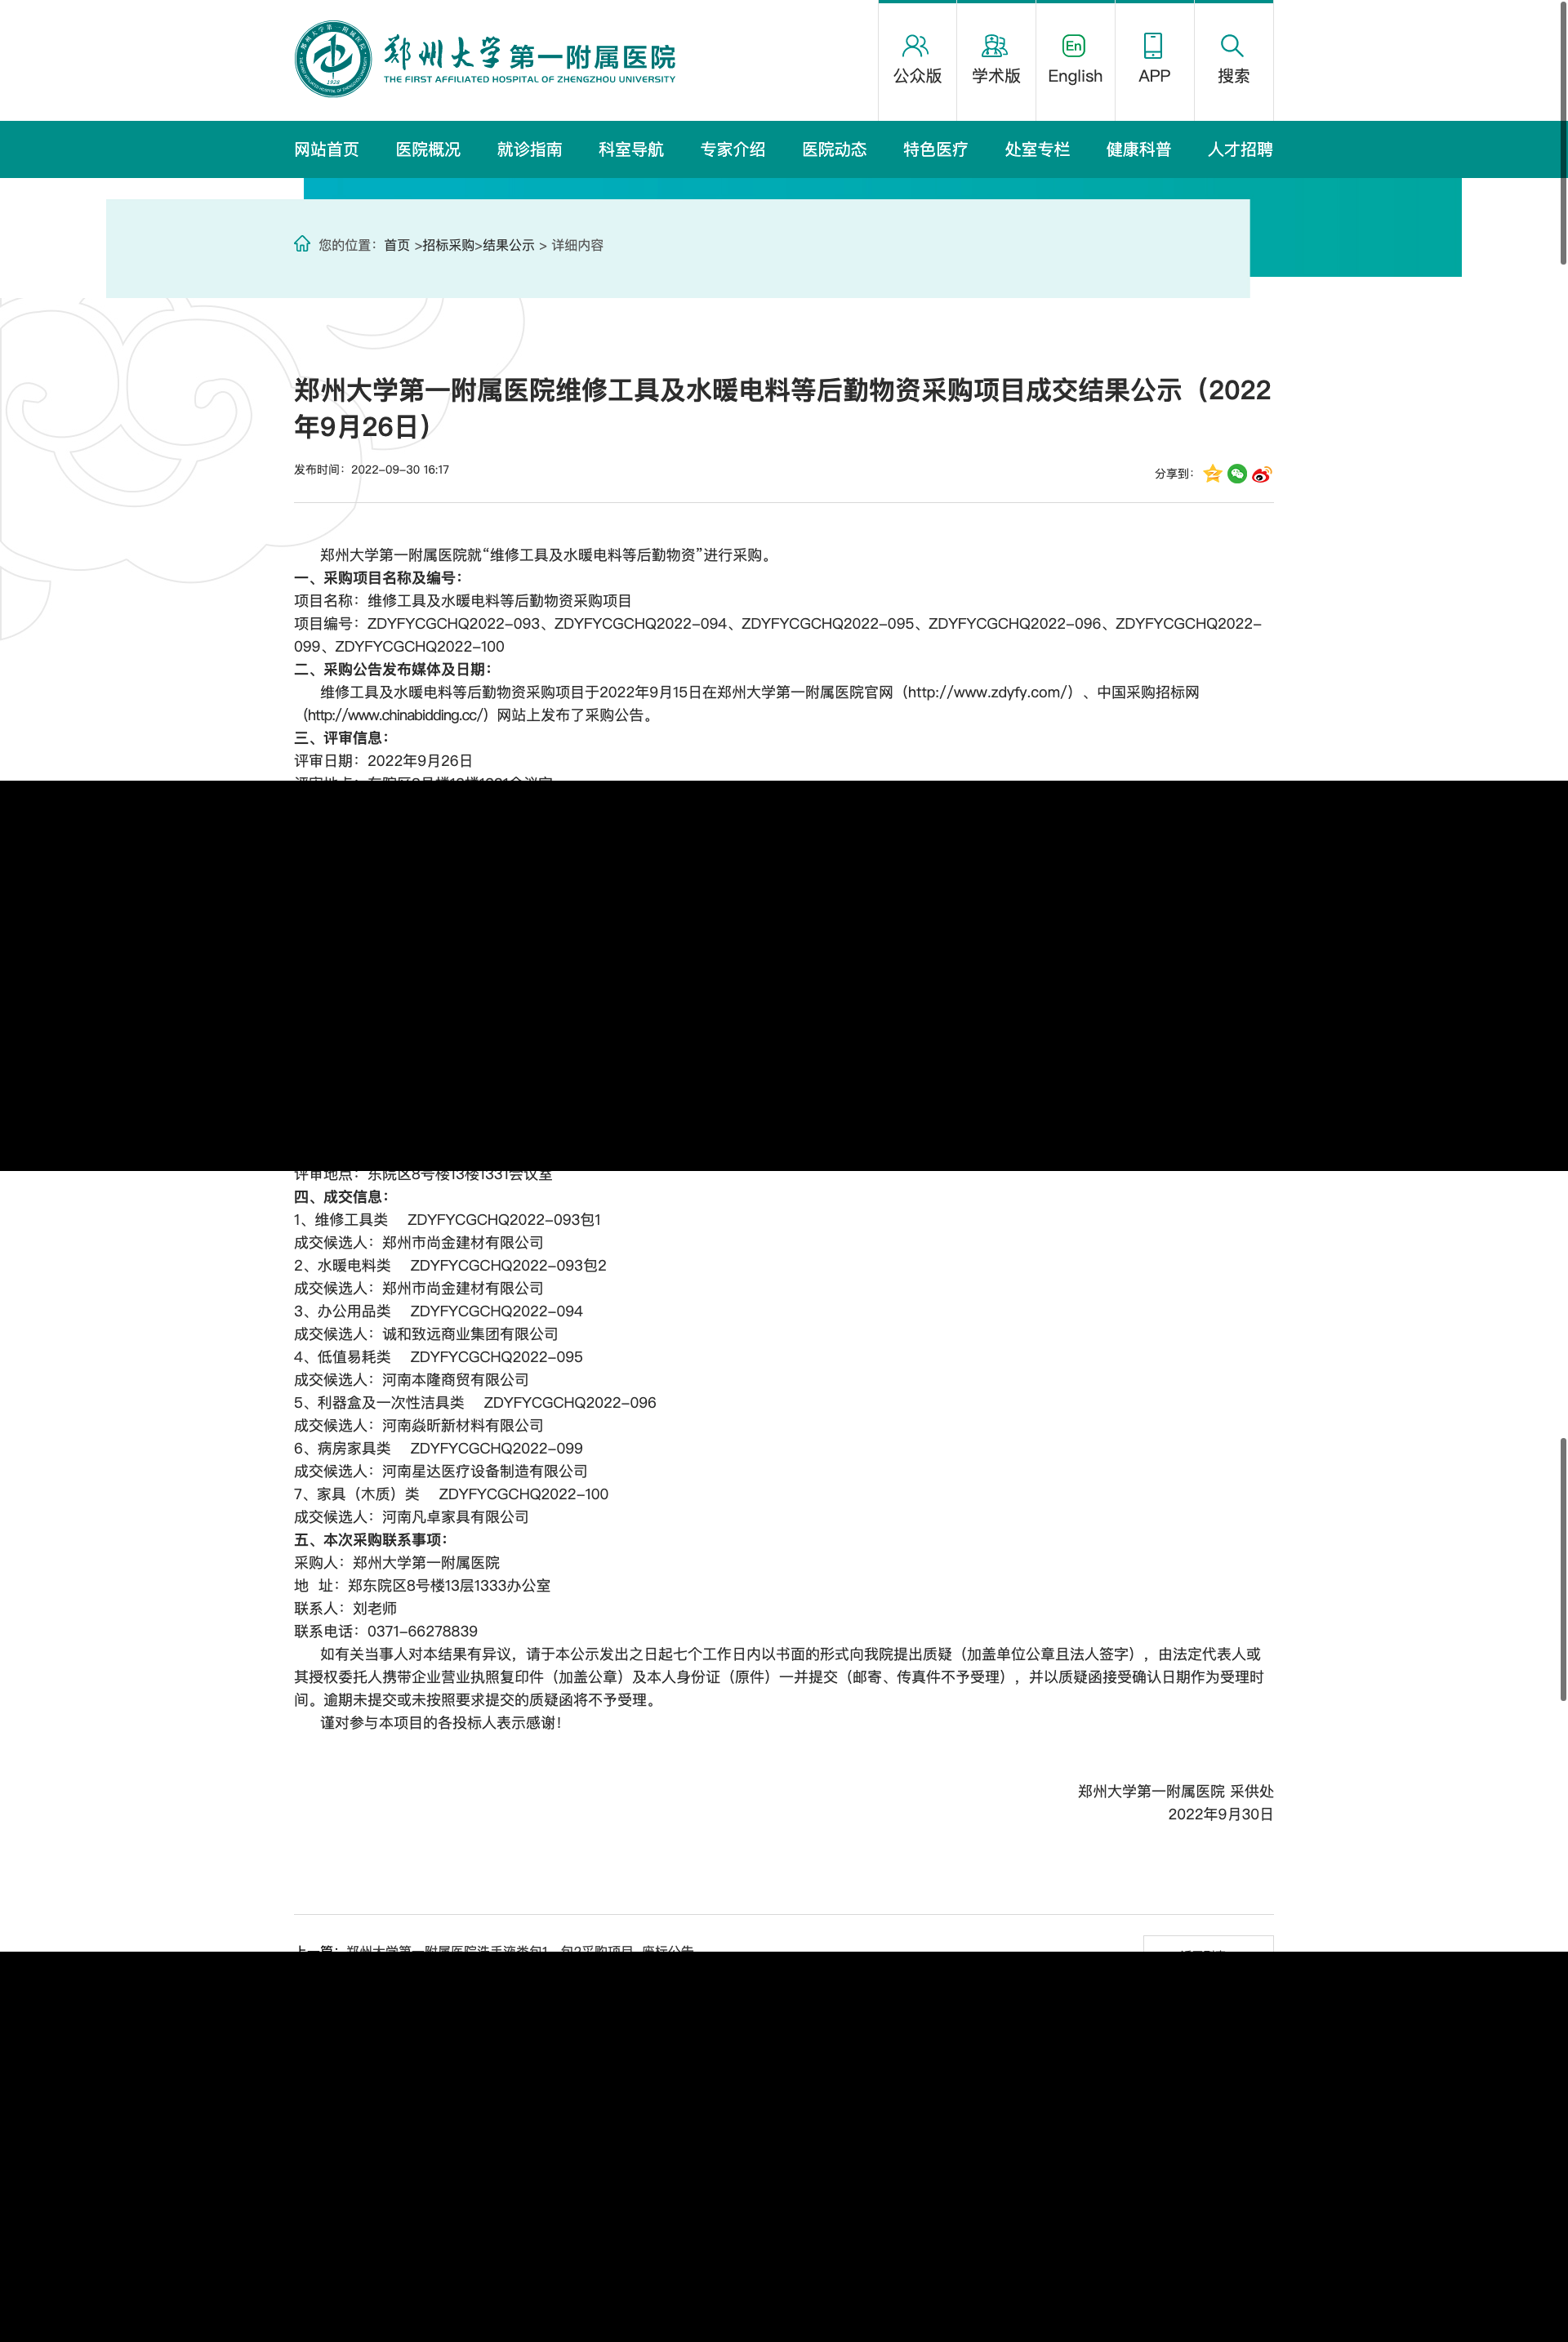 郑州大学第一附属医院
THE FIRST AFFILIATED HOSPITAL OF ZHENGZHOU UNIVERSITY
1928
公众版
学术版
En
English
APP
搜索
网站首页 医院概况 就诊指南 科室导航 专家介绍 医院动态 特色医疗 处室专栏 健康科普 人才招聘
您的位置：首页 >招标采购>结果公示 > 详细内容
郑州大学第一附属医院维修工具及水暖电料等后勤物资采购项目成交结果公示（2022
年9月26日）
发布时间：2022-09-30 16:17
分享到：
郑州大学第一附属医院就“维修工具及水暖电料等后勤物资”进行采购。
一、采购项目名称及编号：
项目名称：维修工具及水暖电料等后勤物资采购项目
项目编号：ZDYFYCGCHQ2022-093、ZDYFYCGCHQ2022-094、ZDYFYCGCHQ2022-095、ZDYFYCGCHQ2022-096、ZDYFYCGCHQ2022-
099、ZDYFYCGCHQ2022-100
二、采购公告发布媒体及日期：
维修工具及水暖电料等后勤物资采购项目于2022年9月15日在郑州大学第一附属医院官网（http://www.zdyfy.com/）、中国采购招标网
（http://www.chinabidding.cc/）网站上发布了采购公告。
三、评审信息：
评审日期：2022年9月26日
评审地点：东院区8号楼13楼1331会议室
四、成交信息：
1、维修工具类 ZDYFYCGCHQ2022-093包1
成交候选人：郑州市尚金建材有限公司
2、水暖电料类 ZDYFYCGCHQ2022-093包2
成交候选人：郑州市尚金建材有限公司
3、办公用品类 ZDYFYCGCHQ2022-094
成交候选人：诚和致远商业集团有限公司
4、低值易耗类 ZDYFYCGCHQ2022-095
成交候选人：河南本隆商贸有限公司
5、利器盒及一次性洁具类 ZDYFYCGCHQ2022-096
成交候选人：河南焱昕新材料有限公司
6、病房家具类 ZDYFYCGCHQ2022-099
成交候选人：河南星达医疗设备制造有限公司
7、家具（木质）类 ZDYFYCGCHQ2022-100
成交候选人：河南凡卓家具有限公司
五、本次采购联系事项：
采购人：郑州大学第一附属医院
地 址：郑东院区8号楼13层1333办公室
联系人：刘老师
联系电话：0371-66278839
如有关当事人对本结果有异议，请于本公示发出之日起七个工作日内以书面的形式向我院提出质疑（加盖单位公章且法人签字），由法定代表人或
其授权委托人携带企业营业执照复印件（加盖公章）及本人身份证（原件）一并提交（邮寄、传真件不予受理），并以质疑函接受确认日期作为受理时
间。逾期未提交或未按照要求提交的质疑函将不予受理。
谨对参与本项目的各投标人表示感谢！
郑州大学第一附属医院 采供处
2022年9月30日
上一篇：郑州大学第一附属医院洗手液类包1、包2采购项目 废标公告